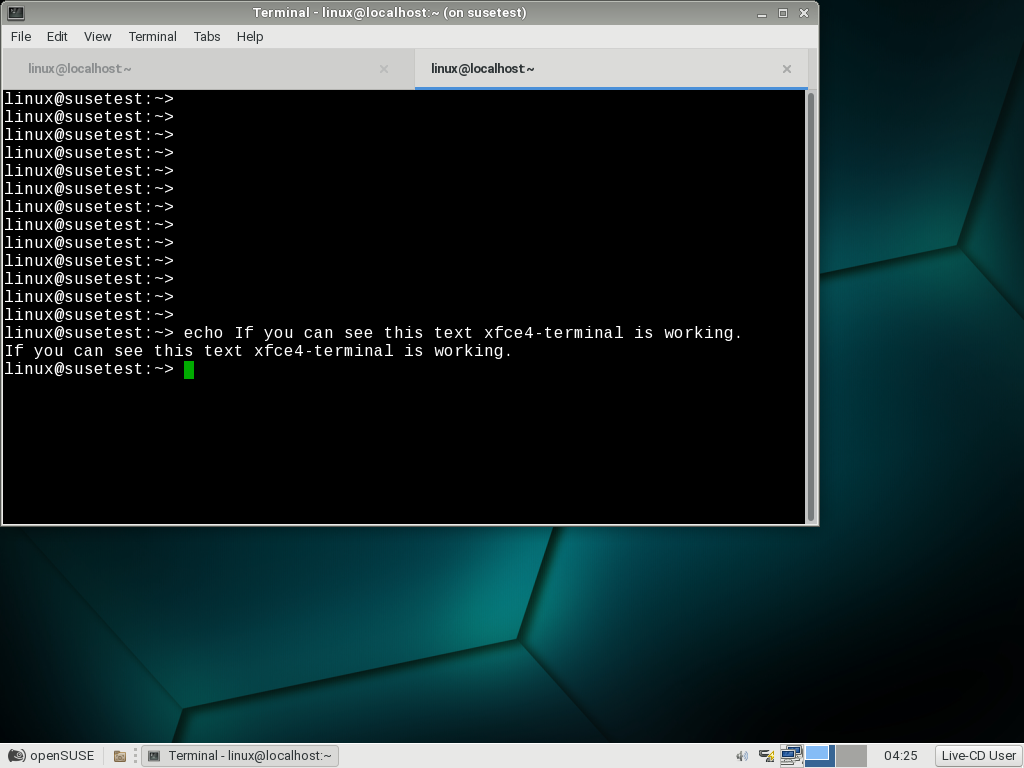 Terminal - linux@localhost:~ (on susetest)
File Edit View Terminal Tabs Help
linux@localhost:~ linux@localhost:~
linux@susetest:~>
linux@susetest:~>
linux@susetest:~>
linux@susetest:~>
linux@susetest:~>
linux@susetest:~>
linux@susetest:~>
linux@susetest:~>
linux@susetest:~>
linux@susetest:~>
linux@susetest:~>
linux@susetest:~>
linux@susetest:~>
linux@susetest:~> echo If you can see this text xfce4-terminal is working.
If you can see this text xfce4-terminal is working.
linux@susetest:~>
openSUSE Terminal - linux@localhost:~ 04:25 Live-CD User